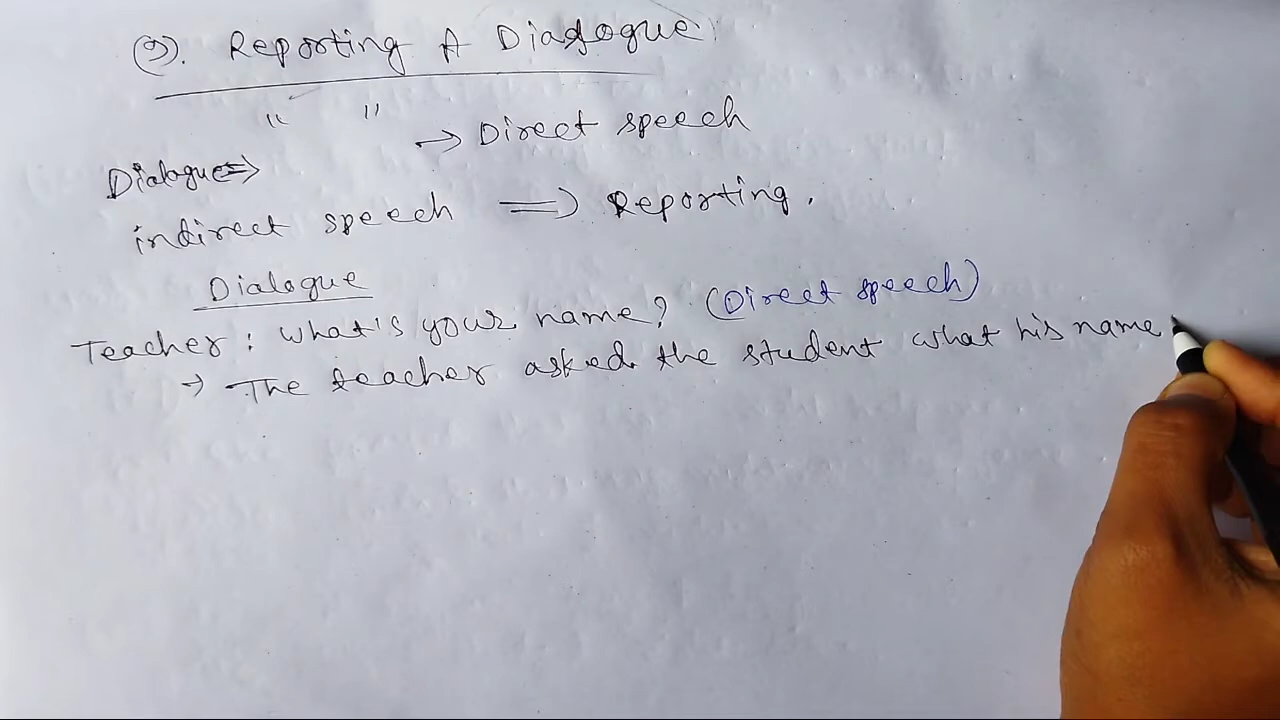 (9). Reporting A Dialogue
" "
→ Direct speech
Dialogue⇒
indirect speech ⇒ Reporting.
Dialogue
Teacher: What's your name? (Direct speech)
→ The teacher asked the student what his name